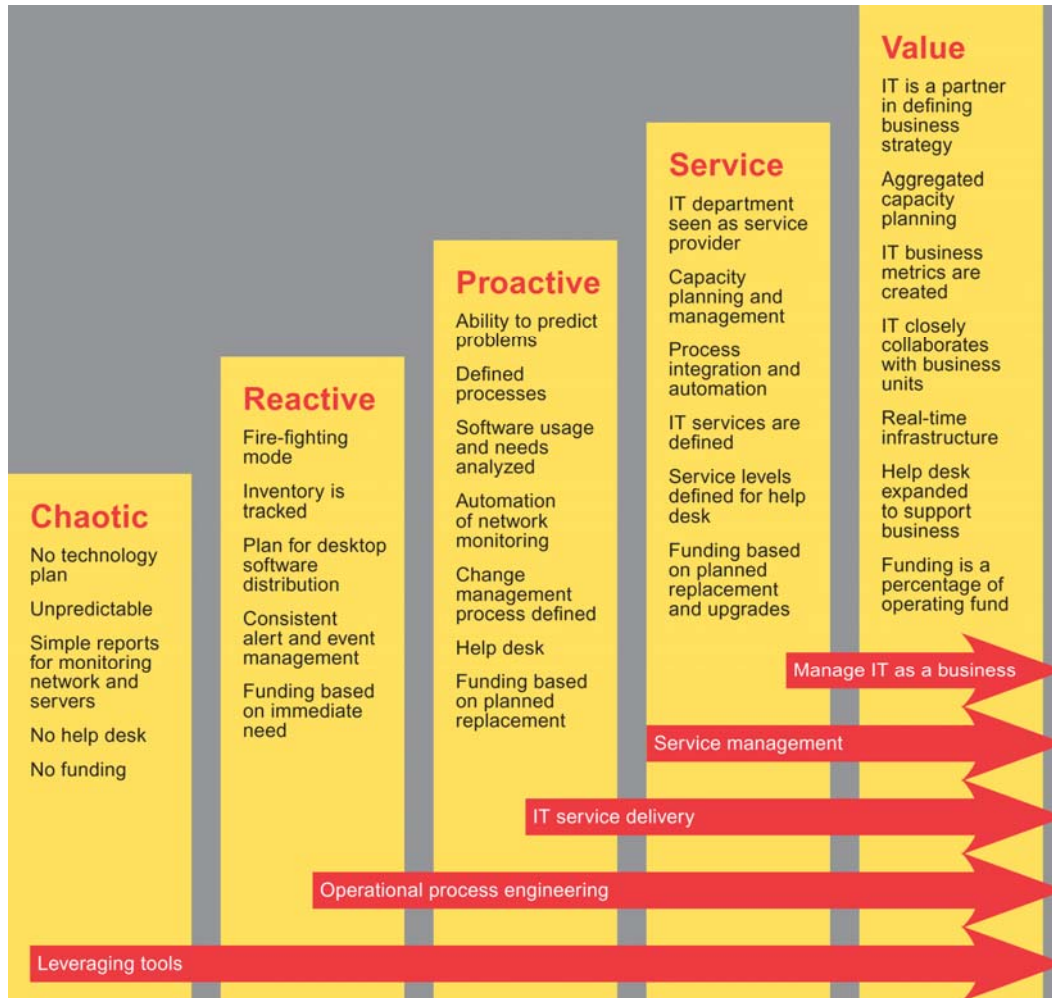 Chaotic
No technology
plan
Unpredictable
Simple reports
for monitoring
network and
servers
No help desk
No funding
Reactive
Fire-fighting
mode
Inventory is
tracked
Plan for desktop
software
distribution
Consistent
alert and event
management
Funding based
on immediate
need
Proactive
Ability to predict
problems
Defined
processes
Software usage
and needs
analyzed
Automation
of network
monitoring
Change
management
process defined
Help desk
Funding based
on planned
replacement
Service
IT department
seen as service
provider
Capacity
planning and
management
Process
integration and
automation
IT services are
defined
Service levels
defined for help
desk
Funding based
on planned
replacement
and upgrades
Value
IT is a partner
in defining
business
strategy
Aggregated
capacity
planning
IT business
metrics are
created
IT closely
collaborates
with business
units
Real-time
infrastructure
Help desk
expanded
to support
business
Funding is a
percentage of
operating fund
Manage IT as a business
Service management
IT service delivery
Operational process engineering
Leveraging tools